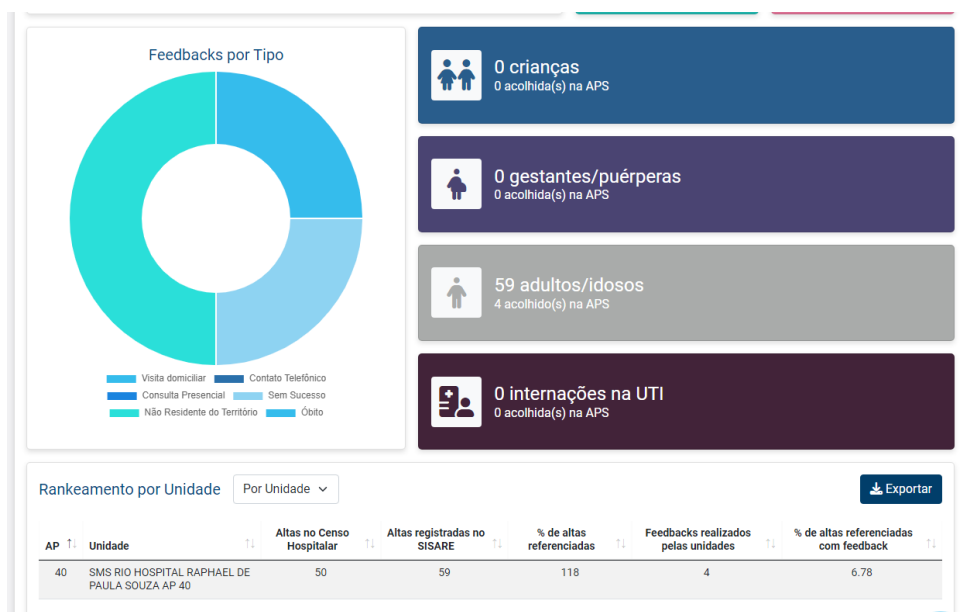 Feedbacks por Tipo
Visita domiciliar Contato Telefônico
Consulta Presencial Sem Sucesso
Não Residente do Território Óbito
0 crianças
0 acolhida(s) na APS
0 gestantes/puérperas
0 acolhida(s) na APS
59 adultos/idosos
4 acolhido(s) na APS
0 internações na UTI
0 acolhida(s) na APS
Rankeamento por Unidade Por Unidade Exportar
AP Unidade Altas no Censo Hospitalar Altas registradas no SISARE % de altas referenciadas Feedbacks realizados pelas unidades % de altas referenciadas com feedback
40 SMS RIO HOSPITAL RAPHAEL DE PAULA SOUZA AP 40 50 59 118 4 6.78